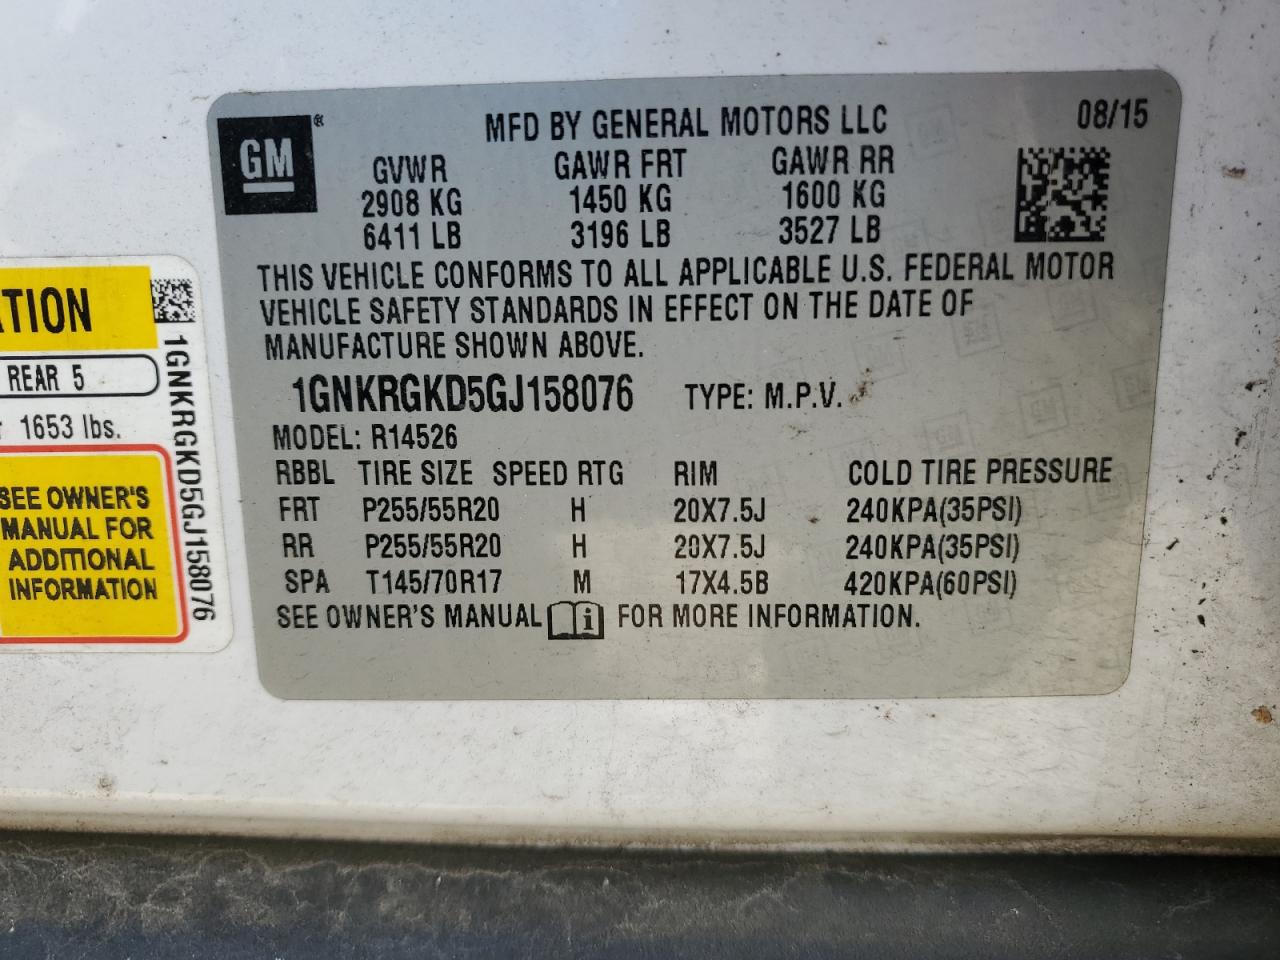 GM®
MFD BY GENERAL MOTORS LLC 08/15
GVWR GAWR FRT GAWR RR
2908 KG 1450 KG 1600 KG
6411 LB 3196 LB 3527 LB
THIS VEHICLE CONFORMS TO ALL APPLICABLE U.S. FEDERAL MOTOR
VEHICLE SAFETY STANDARDS IN EFFECT ON THE DATE OF
MANUFACTURE SHOWN ABOVE.
1GNKRGKD5GJ158076 TYPE: M.P.V.
MODEL: R14526
RBBL TIRE SIZE SPEED RTG RIM COLD TIRE PRESSURE
FRT P255/55R20 H 20X7.5J 240KPA(35PSI)
RR P255/55R20 H 20X7.5J 240KPA(35PSI)
SPA T145/70R17 M 17X4.5B 420KPA(60PSI)
SEE OWNER'S MANUAL i FOR MORE INFORMATION.
REAR 5
1653 lbs.
SEE OWNER'S
MANUAL FOR
ADDITIONAL
INFORMATION
1GNKRGKD5GJ158076